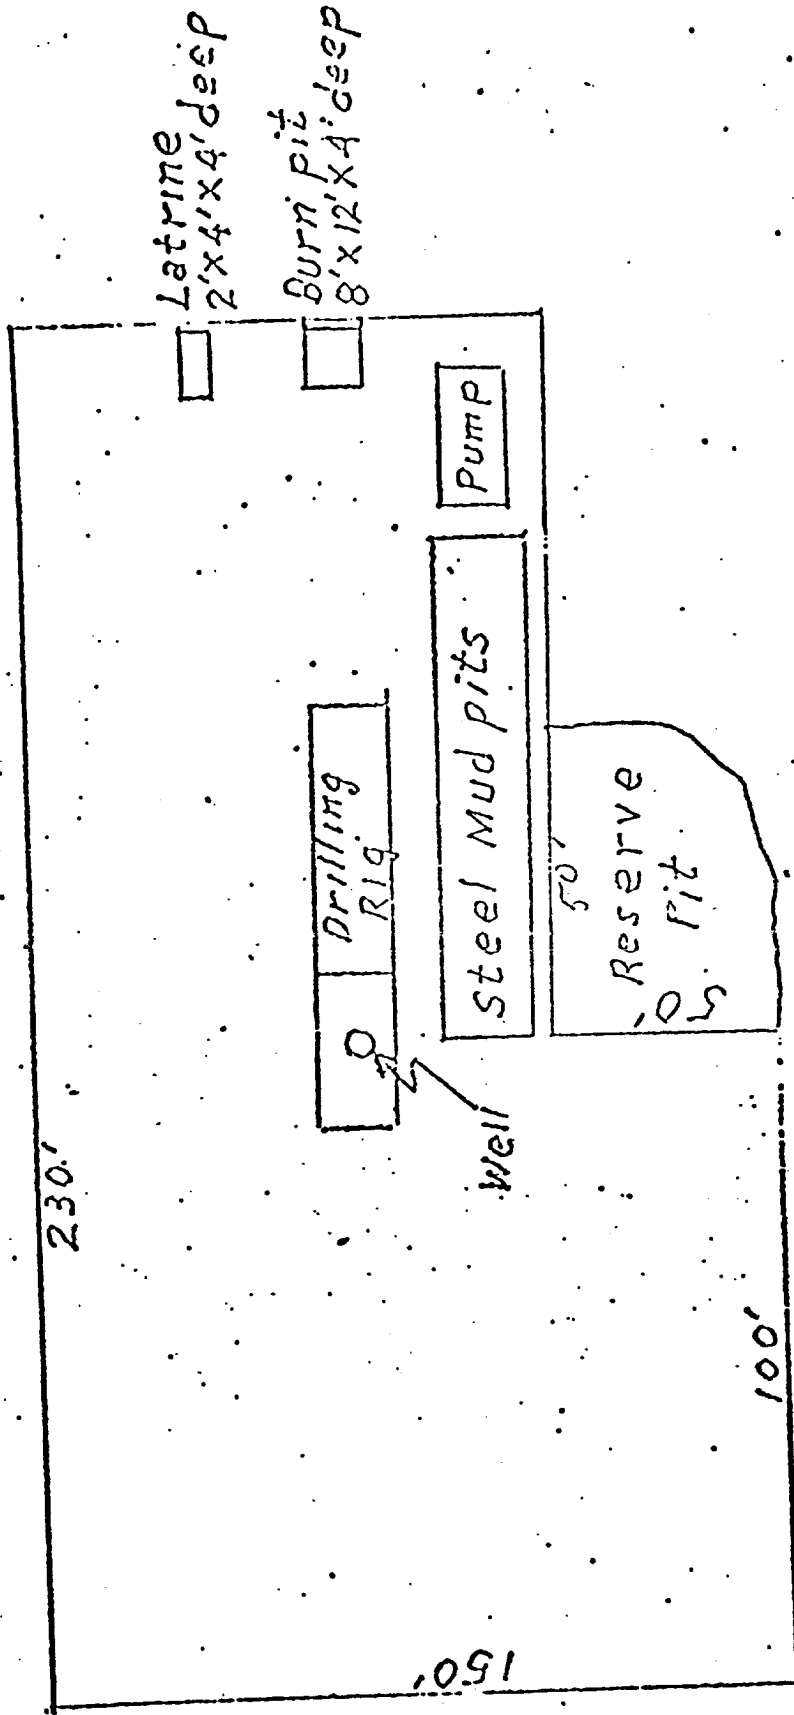 230.'
Latrine
2'x4'x4'deep
Burn pit
8'x12'x4'deep
Drilling
Rig
Pump
steel Mud pits
Well
50'
Reserve
Pit
50'
100'
150'